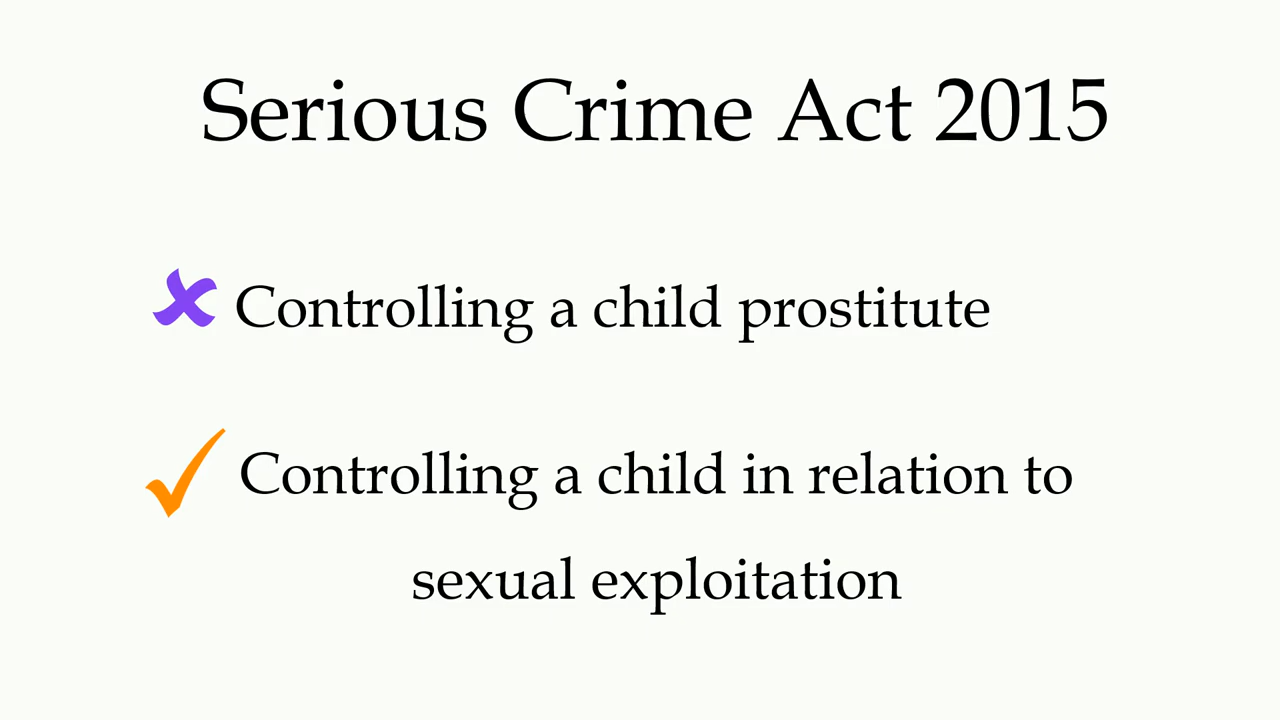 Serious Crime Act 2015
✘ Controlling a child prostitute
✓ Controlling a child in relation to
sexual exploitation